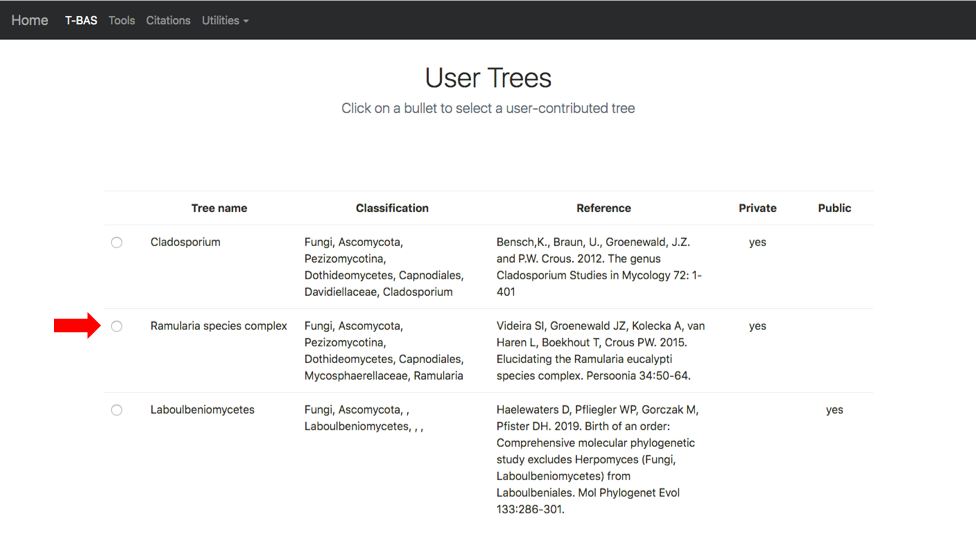 Home T-BAS Tools Citations Utilities
User Trees
Click on a bullet to select a user-contributed tree
Tree name Classification Reference Private Public
Cladosporium Fungi, Ascomycota, Bensch,K., Braun, U., Groenewald, J.Z. yes
Pezizomycotina, and P.W. Crous. 2012. The genus
Dothideomycetes, Capnodiales, Cladosporium Studies in Mycology 72: 1-
Davidiellaceae, Cladosporium 401
Ramularia species complex Fungi, Ascomycota, Videira SI, Groenewald JZ, Kolecka A, van yes
Pezizomycotina, Haren L, Boekhout T, Crous PW. 2015.
Dothideomycetes, Capnodiales, Elucidating the Ramularia eucalypti
Mycosphaerellaceae, Ramularia species complex. Persoonia 34:50-64.
Laboulbeniomycetes Fungi, Ascomycota, , Haelewaters D, Pfliegler WP, Gorczak M, yes
Laboulbeniomycetes, , , Pfister DH. 2019. Birth of an order:
Comprehensive molecular phylogenetic
study excludes Herpomyces (Fungi,
Laboulbeniomycetes) from
Laboulbeniales. Mol Phylogenet Evol
133:286-301.